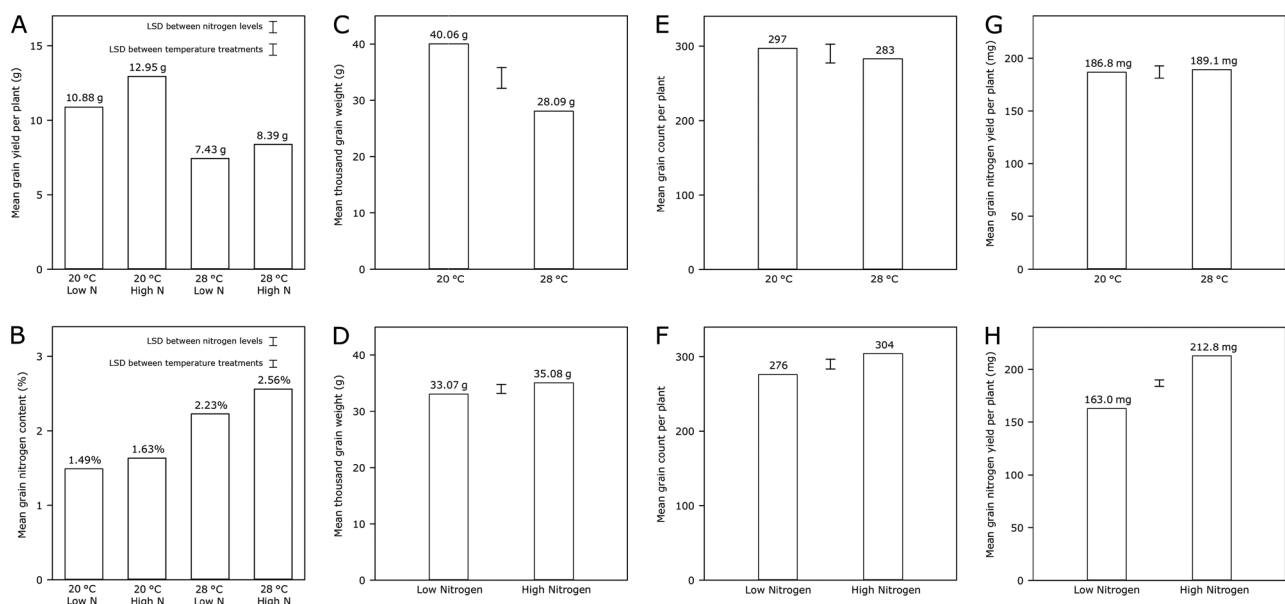 A
LSD between nitrogen levels
LSD between temperature treatments
Mean grain yield per plant (g)
15
10
5
0
10.88 g
12.95 g
7.43 g
8.39 g
20 °C
Low N
20 °C
High N
28 °C
Low N
28 °C
High N
C
Mean thousand grain weight (g)
40
30
20
10
0
40.06 g
28.09 g
20 °C
28 °C
E
Mean grain count per plant
300
200
100
0
297
283
20 °C
28 °C
G
Mean grain nitrogen yield per plant (mg)
200
150
100
50
0
186.8 mg
189.1 mg
20 °C
28 °C
B
LSD between nitrogen levels
LSD between temperature treatments
Mean grain nitrogen content (%)
3
2
1
0
1.49%
1.63%
2.23%
2.56%
20 °C
Low N
20 °C
High N
28 °C
Low N
28 °C
High N
D
Mean thousand grain weight (g)
40
30
20
10
0
33.07 g
35.08 g
Low Nitrogen
High Nitrogen
F
Mean grain count per plant
300
200
100
0
276
304
Low Nitrogen
High Nitrogen
H
Mean grain nitrogen yield per plant (mg)
200
150
100
50
0
163.0 mg
212.8 mg
Low Nitrogen
High Nitrogen